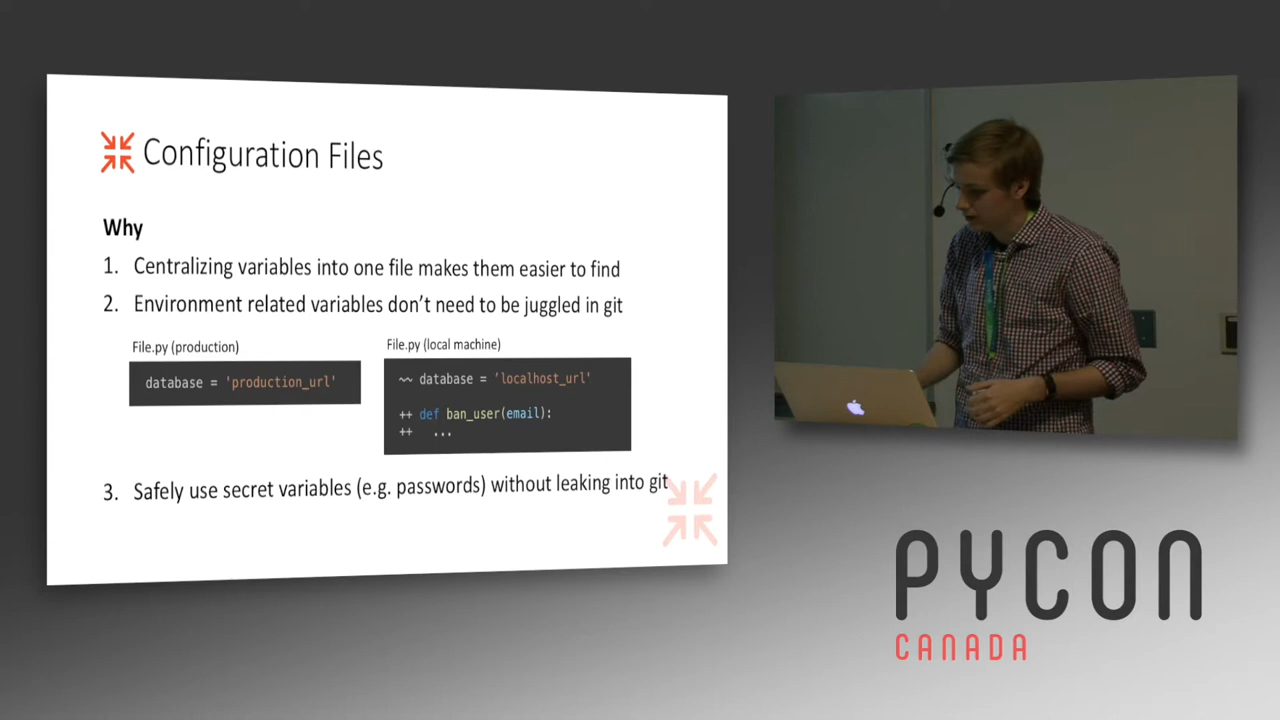 Configuration Files
Why
1. Centralizing variables into one file makes them easier to find
2. Environment related variables don’t need to be juggled in git
File.py (production)
database = 'production_url'
File.py (local machine)
~~ database = 'localhost_url'
++ def ban_user(email):
++ ...
3. Safely use secret variables (e.g. passwords) without leaking into git
PYCON
CANADA